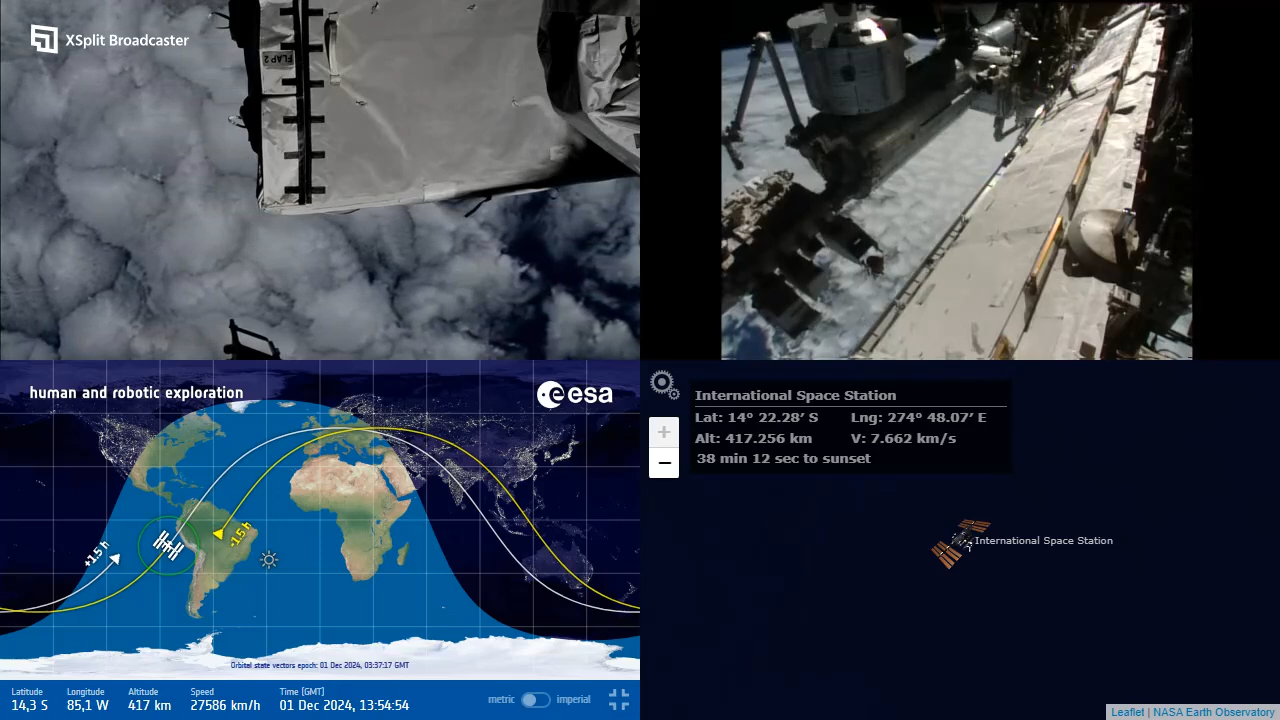 XSplit Broadcaster
FLAP 2
human and robotic exploration
esa
+1.5 h
-1.5 h
Orbital state vectors epoch: 01 Dec 2024, 03:37:17 GMT
Latitude Longitude Altitude Speed Time [GMT]
14,3 S 85,1 W 417 km 27586 km/h 01 Dec 2024, 13:54:54
metric imperial
International Space Station
Lat: 14° 22.28′ S Lng: 274° 48.07′ E
Alt: 417.256 km V: 7.662 km/s
38 min 12 sec to sunset
+
−
International Space Station
Leaflet | NASA Earth Observatory